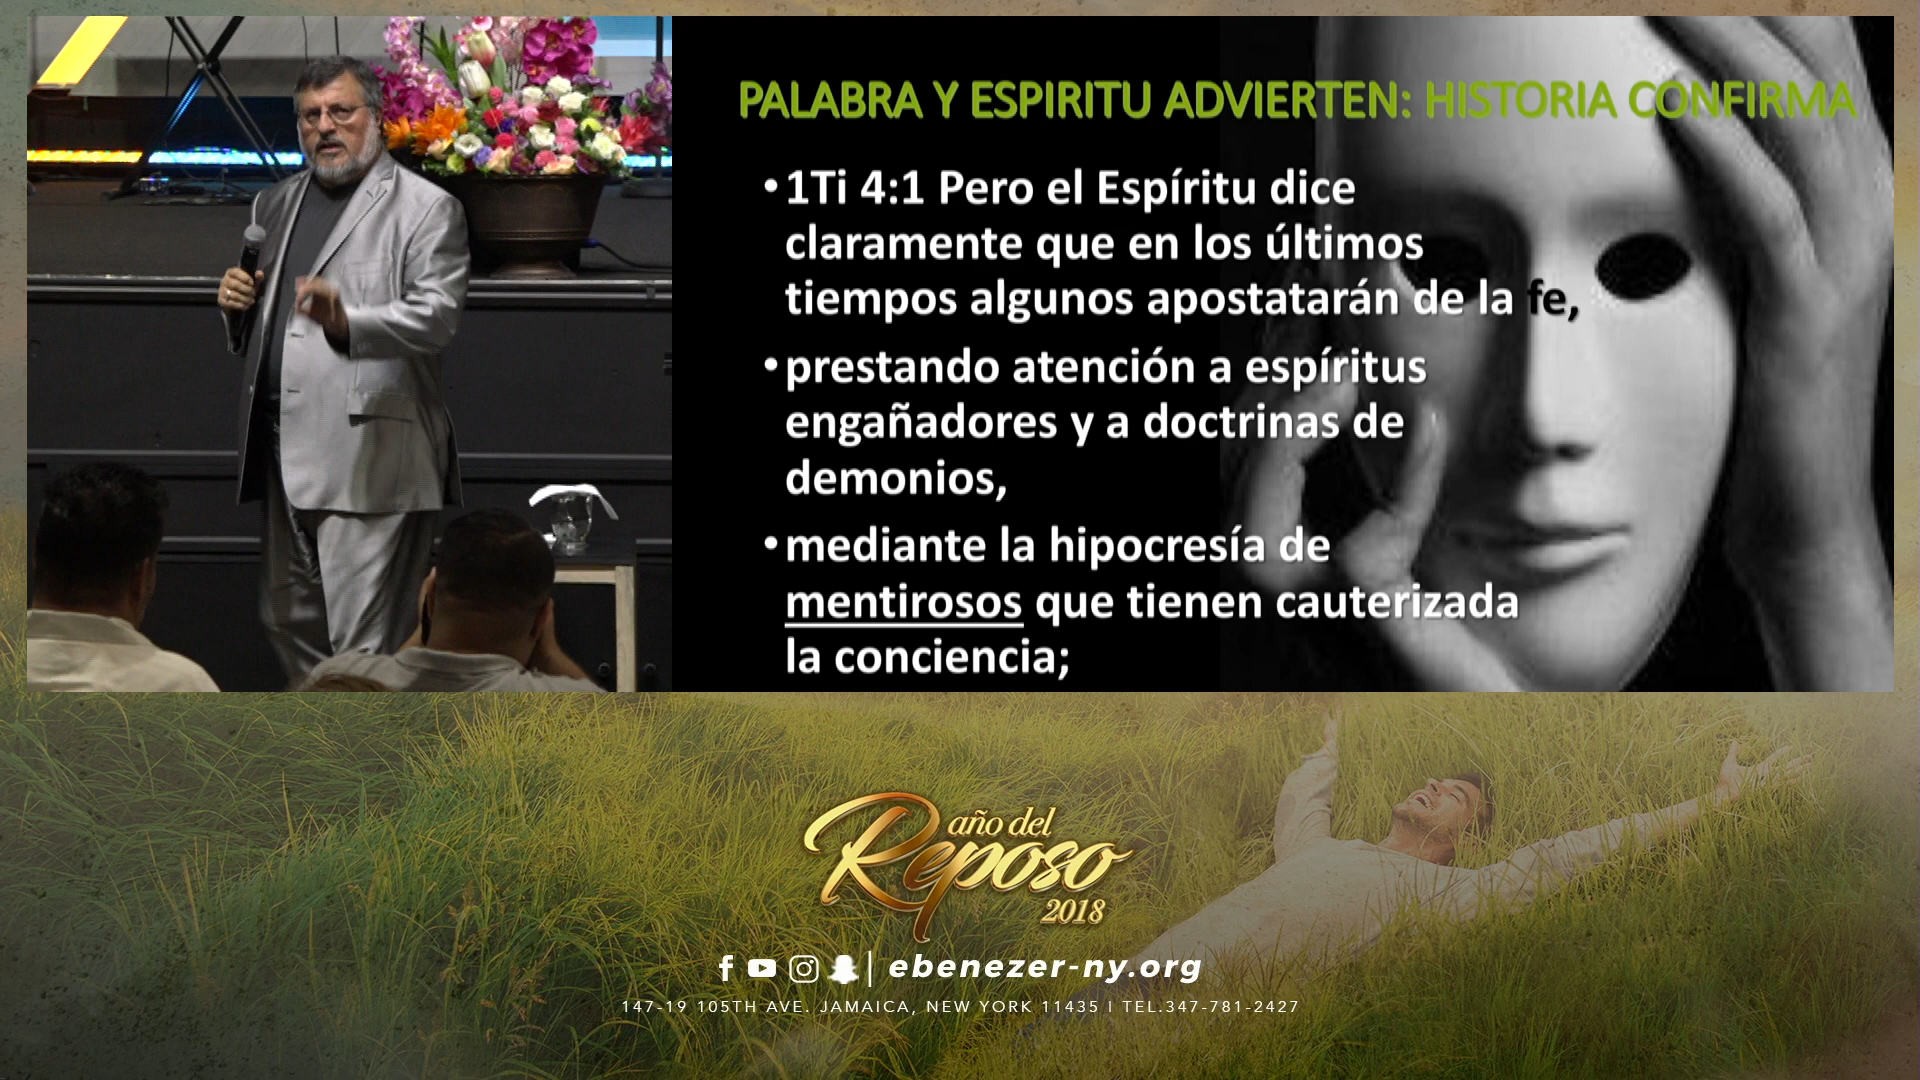 PALABRA Y ESPIRITU ADVIERTEN: HISTORIA CONFIRMA
• 1Ti 4:1 Pero el Espíritu dice
claramente que en los últimos
tiempos algunos apostatarán de la fe,
• prestando atención a espíritus
engañadores y a doctrinas de
demonios,
• mediante la hipocresía de
mentirosos que tienen cauterizada
la conciencia;
año del
Reposo
2018
ebenezer-ny.org
147-19 105TH AVE. JAMAICA, NEW YORK 11435 | TEL.347-781-2427